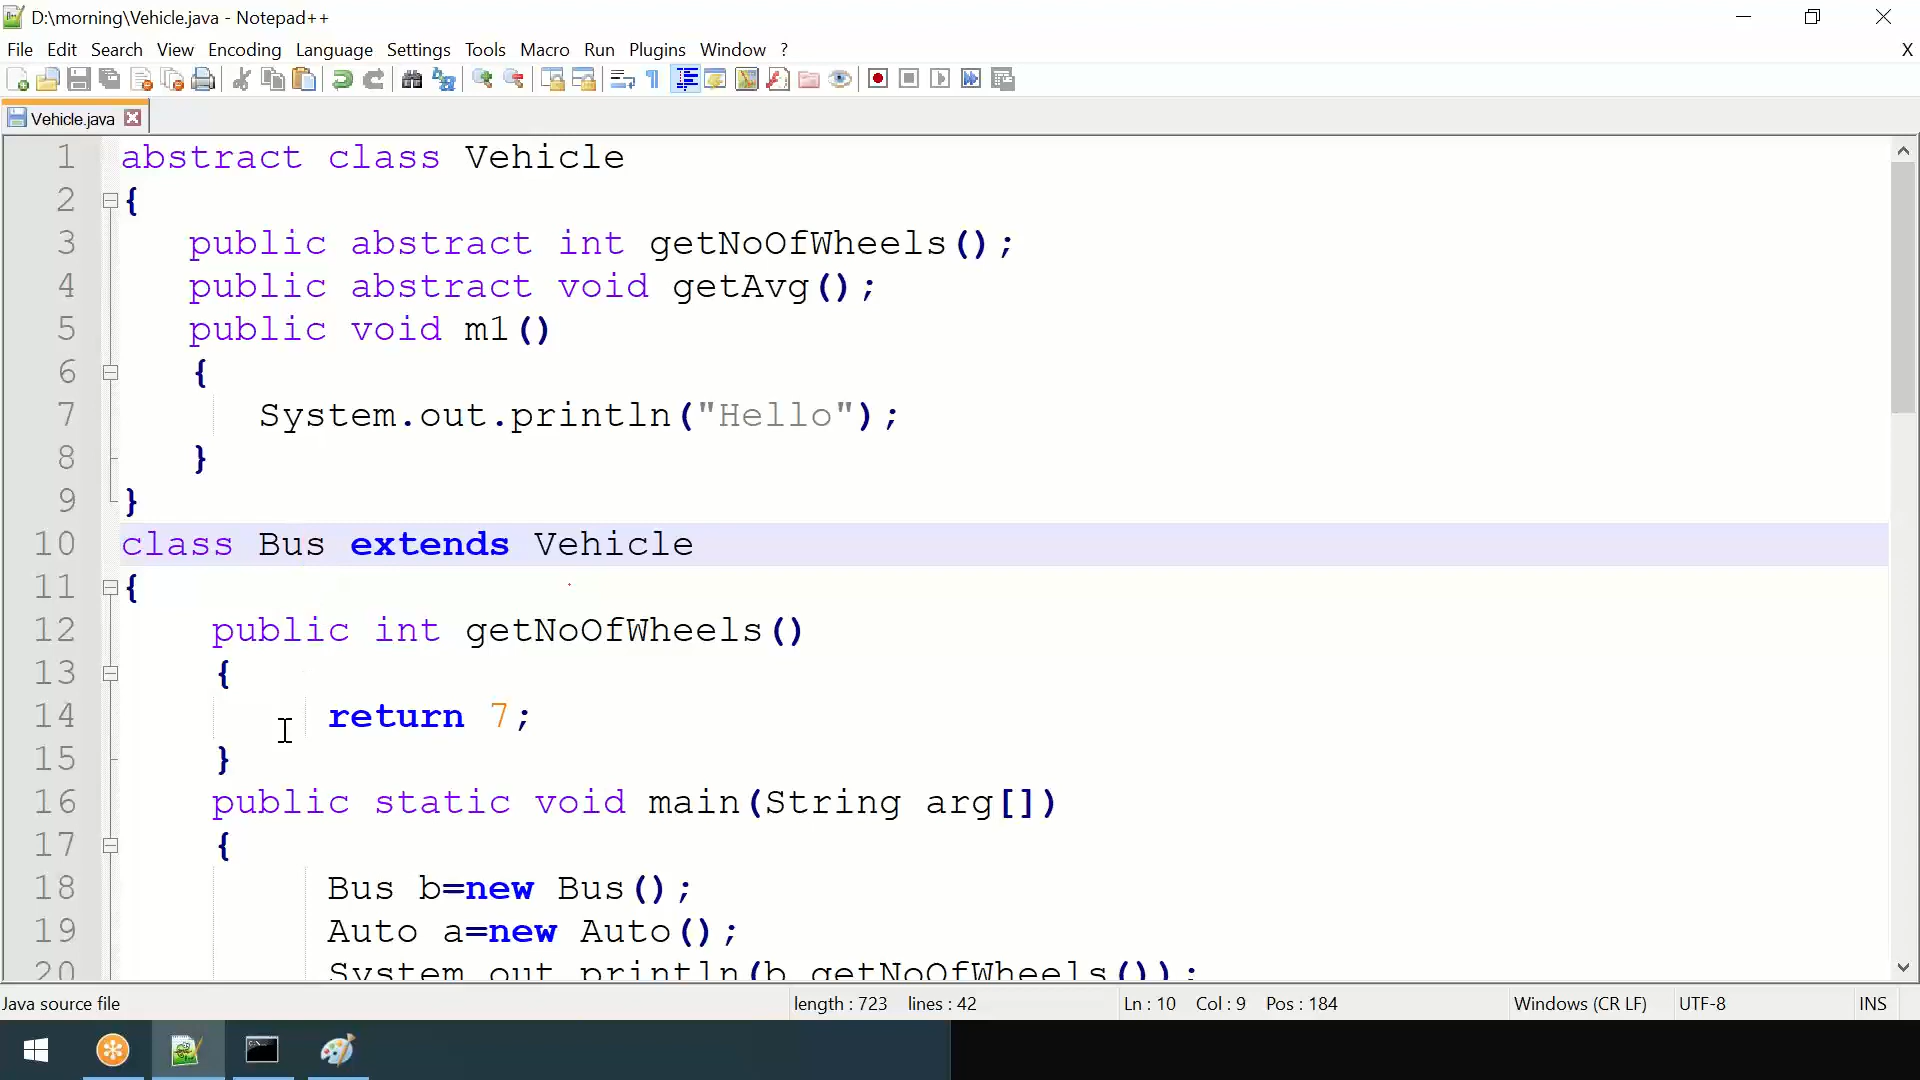 D:\morning\Vehicle.java - Notepad++
File Edit Search View Encoding Language Settings Tools Macro Run Plugins Window ? X
Vehicle.java
1 abstract class Vehicle
2 {
3 public abstract int getNoOfWheels();
4 public abstract void getAvg();
5 public void m1()
6 {
7 System.out.println("Hello");
8 }
9 }
10 class Bus extends Vehicle
11 {
12 public int getNoOfWheels()
13 {
14 return 7;
15 }
16 public static void main(String arg[])
17 {
18 Bus b=new Bus();
19 Auto a=new Auto();
20 System.out.println(b.getNoOfWheels());
Java source file length : 723 lines : 42 Ln : 10 Col : 9 Pos : 184 Windows (CR LF) UTF-8 INS